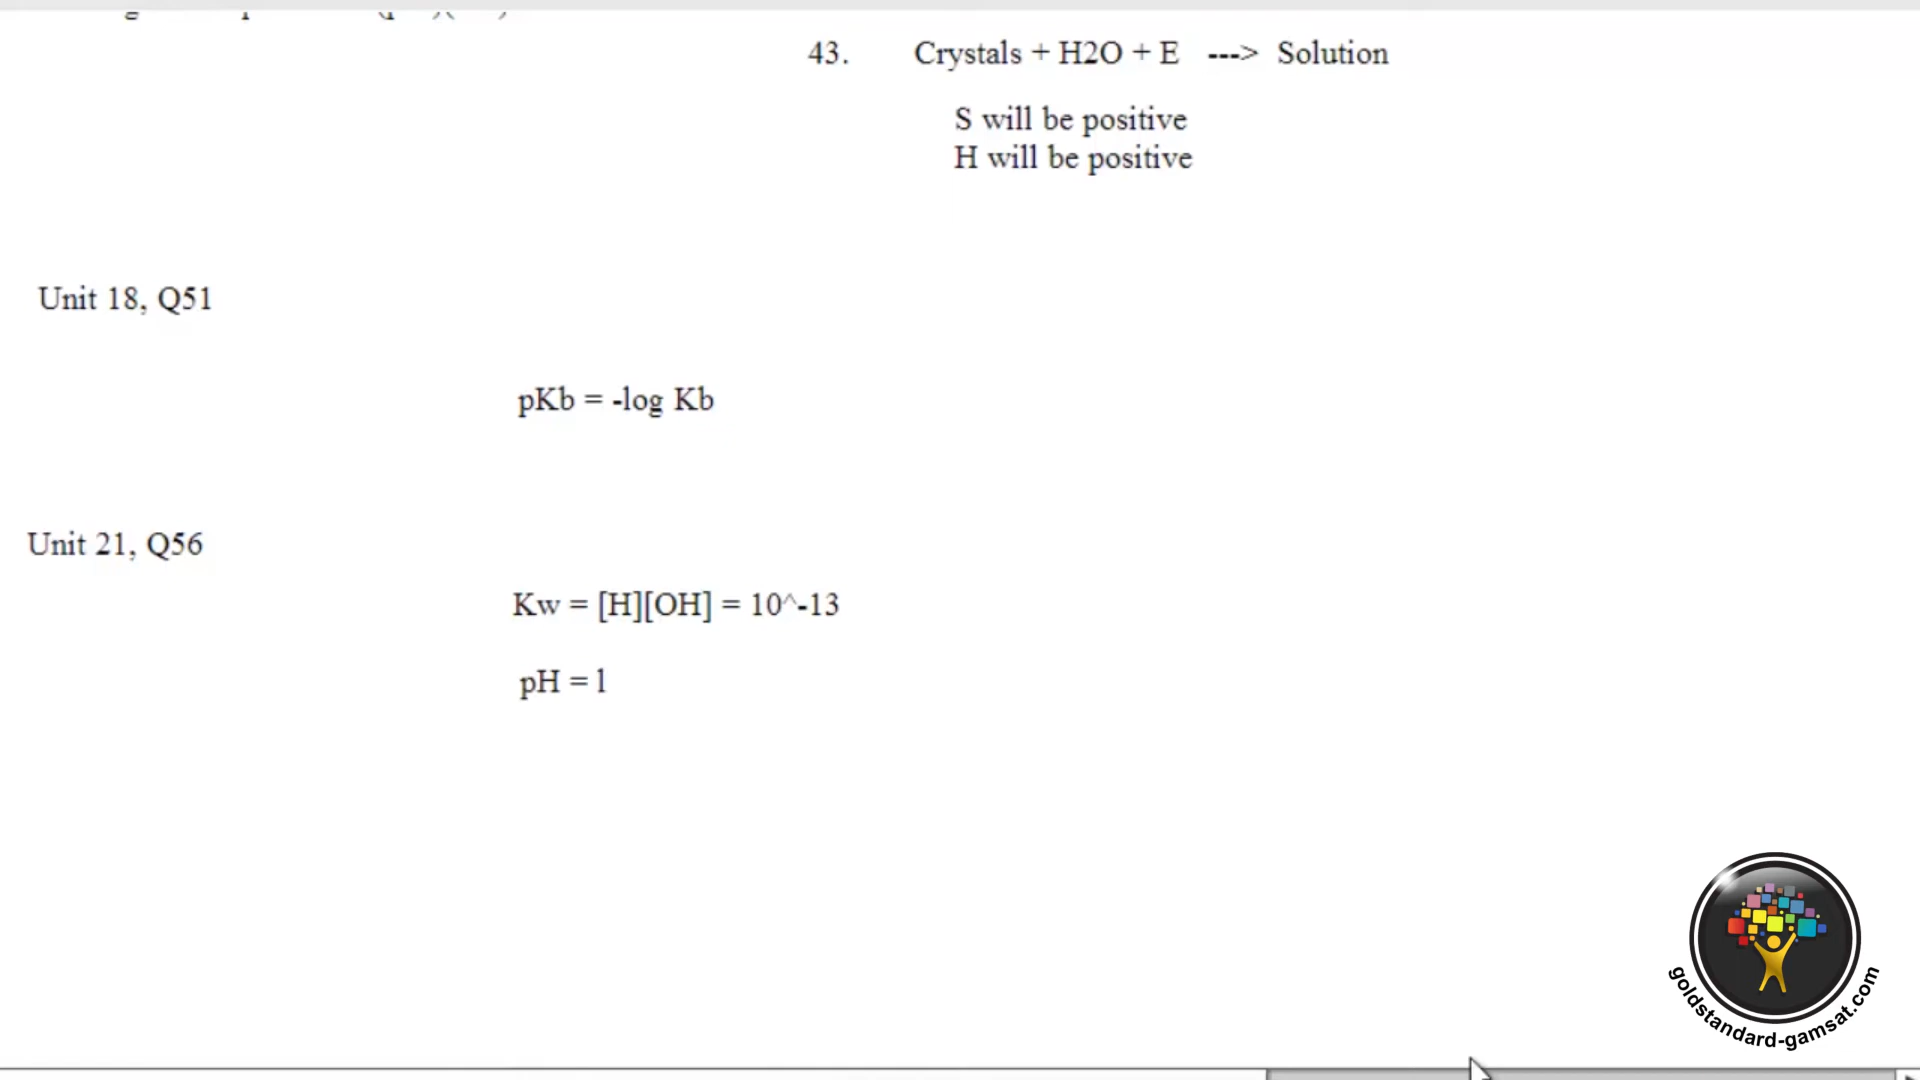 43. Crystals + H2O + E ---> Solution
S will be positive
H will be positive
Unit 18, Q51
pKb = -log Kb
Unit 21, Q56
Kw = [H][OH] = 10^-13
pH = 1
goldstandard-gamsat.com